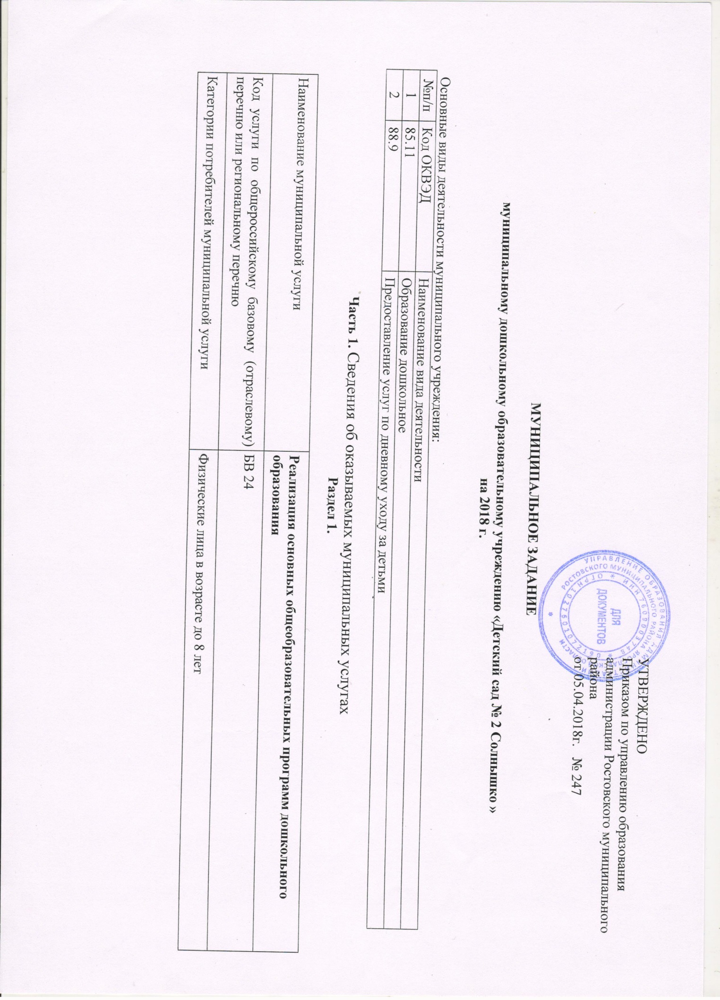 УТВЕРЖДЕНО
Приказом по управлению образования
администрации Ростовского муниципального
района
от 05.04.2018г. № 247
УПРАВЛЕНИЕ ОБРАЗОВАНИЯ АДМИНИСТРАЦИИ
РОСТОВСКОГО МУНИЦИПАЛЬНОГО РАЙОНА ЯРОСЛАВСКОЙ ОБЛАСТИ
* ИНН 7609003748 * ОГРН 1027601072190
ДЛЯ
ДОКУМЕНТОВ
МУНИЦИПАЛЬНОЕ ЗАДАНИЕ
муниципальному дошкольному образовательному учреждению «Детский сад № 2 Солнышко »
на 2018 г.
Основные виды деятельности муниципального учреждения:
№п/п Код ОКВЭД Наименование вида деятельности
1 85.11 Образование дошкольное
2 88.9 Предоставление услуг по дневному уходу за детьми
Часть 1. Сведения об оказываемых муниципальных услугах
Раздел 1.
Наименование муниципальной услуги
Реализация основных общеобразовательных программ дошкольного
образования
Код услуги по общероссийскому базовому (отраслевому)
перечню или региональному перечню
БВ 24
Категории потребителей муниципальной услуги
Физические лица в возрасте до 8 лет